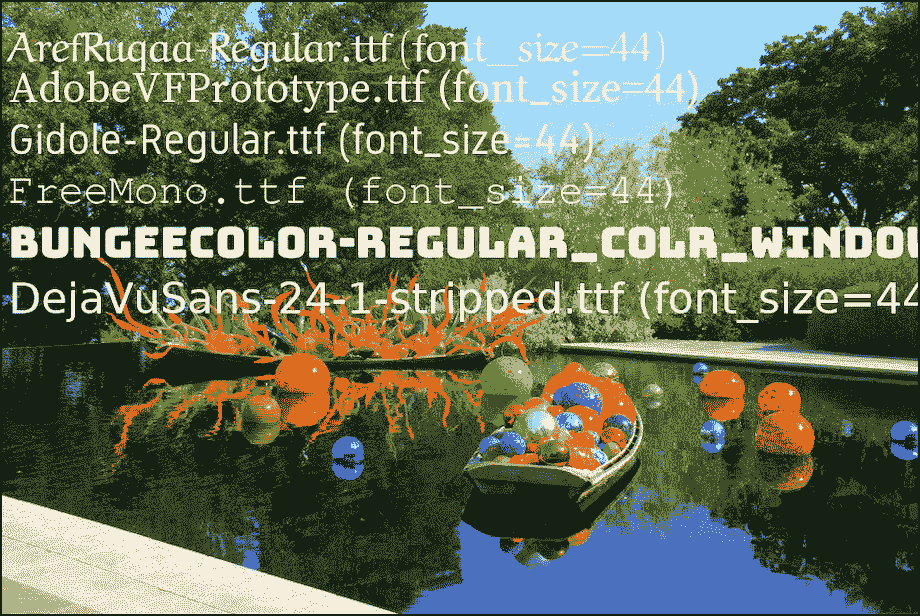 ArefRuqaa-Regular.ttf (font_size=44)
AdobeVFPrototype.ttf (font_size=44)
Gidole-Regular.ttf (font_size=44)
FreeMono.ttf (font_size=44)
BUNGEECOLOR-REGULAR_COLR_WINDOW
DejaVuSans-24-1-stripped.ttf (font_size=44